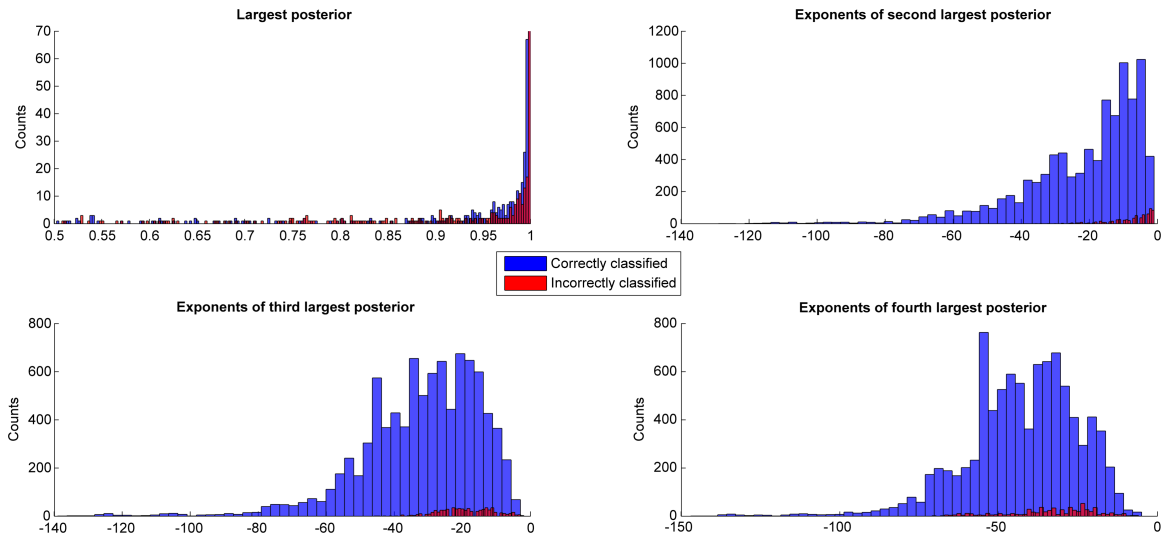 Largest posterior
70
60
50
40
30
20
10
0
Counts
0.5 0.55 0.6 0.65 0.7 0.75 0.8 0.85 0.9 0.95 1
Exponents of second largest posterior
1200
1000
800
600
400
200
0
Counts
-140 -120 -100 -80 -60 -40 -20 0
Correctly classified
Incorrectly classified
Exponents of third largest posterior
800
600
400
200
0
Counts
-140 -120 -100 -80 -60 -40 -20 0
Exponents of fourth largest posterior
800
600
400
200
0
Counts
-150 -100 -50 0